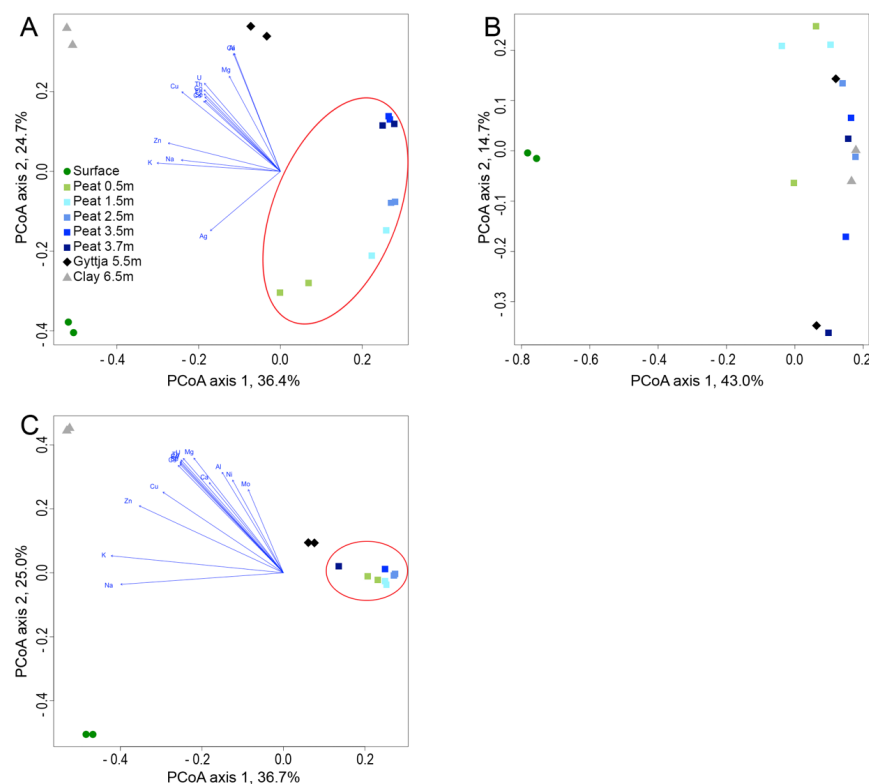 A
Cu
U
Mg
Zn
K
Na
Ag
Surface
Peat 0.5m
Peat 1.5m
Peat 2.5m
Peat 3.5m
Peat 3.7m
Gyttja 5.5m
Clay 6.5m
PCoA axis 2, 24.7%
0.2
0.0
- 0.2
- 0.4
- 0.6 - 0.4 - 0.2 0.0 0.2
PCoA axis 1, 36.4%
B
PCoA axis 2, 14.7%
0.2
0.1
0.0
-0.1
-0.2
-0.3
-0.8 -0.6 -0.4 -0.2 0.0 0.2
PCoA axis 1, 43.0%
C
Mg
Al
Ni
Ca
Mo
Cu
Zn
K
Na
PCoA axis 2, 25.0%
0.4
0.2
0.0
- 0.2
- 0.4
- 0.4 - 0.2 0.0 0.2
PCoA axis 1, 36.7%